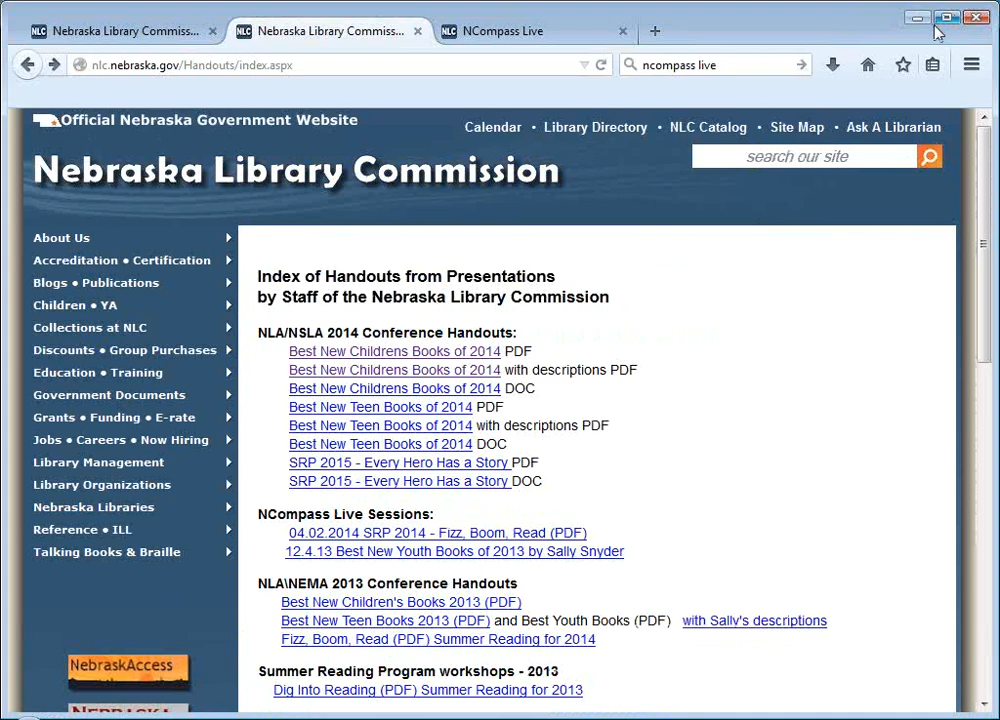 NLC Nebraska Library Commiss... × NLC Nebraska Library Commiss... × NLC NCompass Live × +
nlc.nebraska.gov/Handouts/index.aspx ncompass live
Official Nebraska Government Website
Calendar • Library Directory • NLC Catalog • Site Map • Ask A Librarian
Nebraska Library Commission
search our site
About Us
Accreditation • Certification
Blogs • Publications
Children • YA
Collections at NLC
Discounts • Group Purchases
Education • Training
Government Documents
Grants • Funding • E-rate
Jobs • Careers • Now Hiring
Library Management
Library Organizations
Nebraska Libraries
Reference • ILL
Talking Books & Braille
NebraskAccess
NEBRASKA
Index of Handouts from Presentations
by Staff of the Nebraska Library Commission
NLA/NSLA 2014 Conference Handouts:
Best New Childrens Books of 2014 PDF
Best New Childrens Books of 2014 with descriptions PDF
Best New Childrens Books of 2014 DOC
Best New Teen Books of 2014 PDF
Best New Teen Books of 2014 with descriptions PDF
Best New Teen Books of 2014 DOC
SRP 2015 - Every Hero Has a Story PDF
SRP 2015 - Every Hero Has a Story DOC
NCompass Live Sessions:
04.02.2014 SRP 2014 - Fizz, Boom, Read (PDF)
12.4.13 Best New Youth Books of 2013 by Sally Snyder
NLA\NEMA 2013 Conference Handouts
Best New Children's Books 2013 (PDF)
Best New Teen Books 2013 (PDF) and Best Youth Books (PDF) with Sally's descriptions
Fizz, Boom, Read (PDF) Summer Reading for 2014
Summer Reading Program workshops - 2013
Dig Into Reading (PDF) Summer Reading for 2013